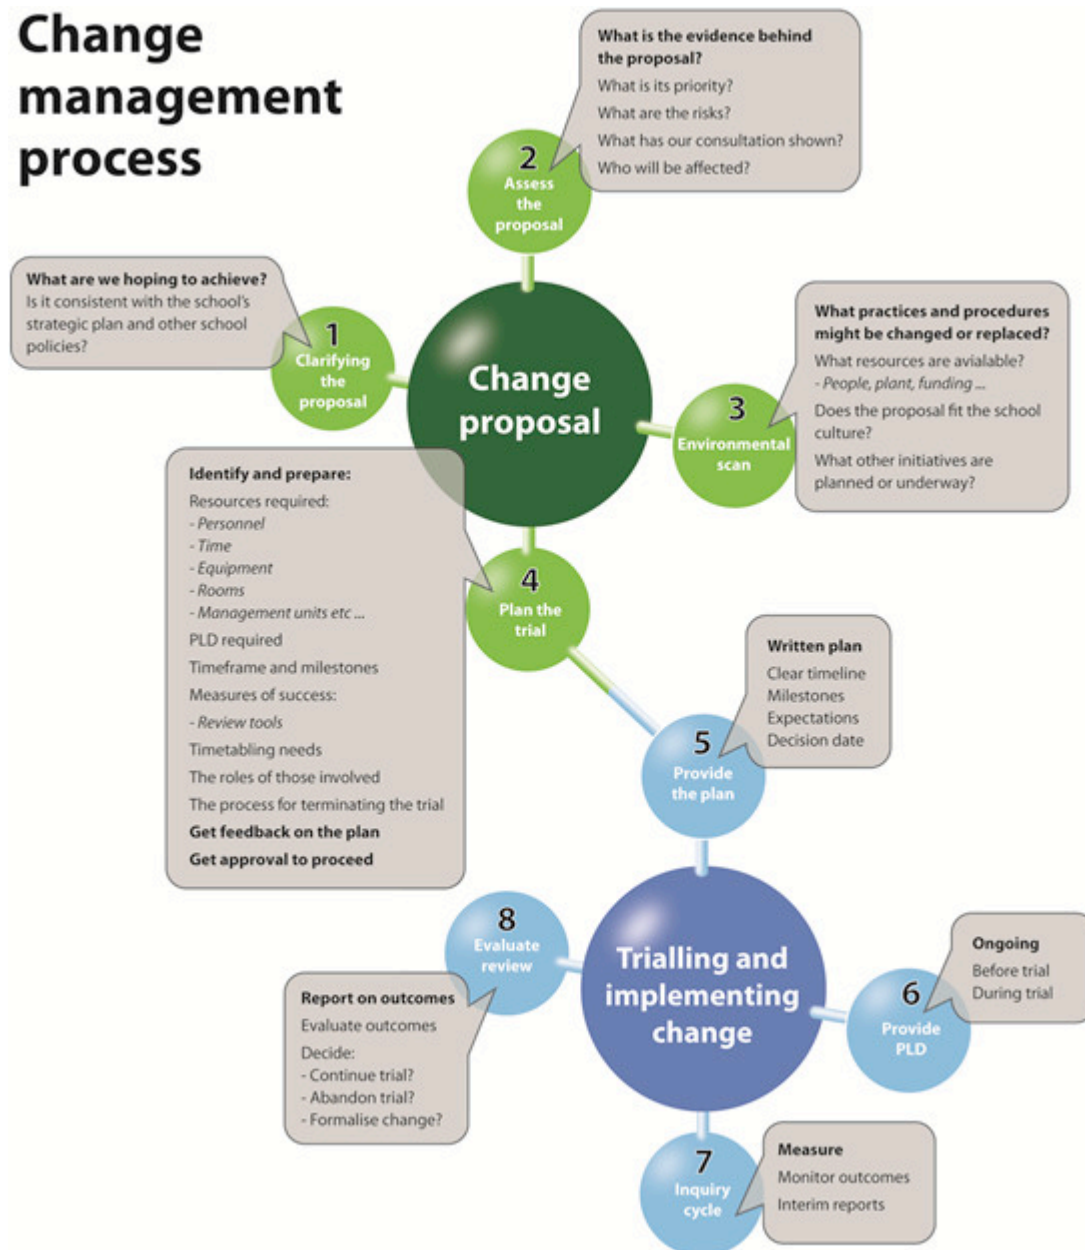 Change
management
process
What is the evidence behind
the proposal?
What is its priority?
What are the risks?
What has our consultation shown?
Who will be affected?
2
Assess
the
proposal
What are we hoping to achieve?
Is it consistent with the school's
strategic plan and other school
policies?
1
Clarifying
the
proposal
Change
proposal
What practices and procedures
might be changed or replaced?
What resources are avialable?
- People, plant, funding ...
Does the proposal fit the school
culture?
What other initiatives are
planned or underway?
3
Environmental
scan
Identify and prepare:
Resources required:
- Personnel
- Time
- Equipment
- Rooms
- Management units etc ...
PLD required
Timeframe and milestones
Measures of success:
- Review tools
Timetabling needs
The roles of those involved
The process for terminating the trial
Get feedback on the plan
Get approval to proceed
4
Plan the
trial
Written plan
Clear timeline
Milestones
Expectations
Decision date
5
Provide
the plan
Trialling and
implementing
change
Ongoing
Before trial
During trial
6
Provide
PLD
Measure
Monitor outcomes
Interim reports
7
Inquiry
cycle
8
Evaluate
review
Report on outcomes
Evaluate outcomes
Decide:
- Continue trial?
- Abandon trial?
- Formalise change?